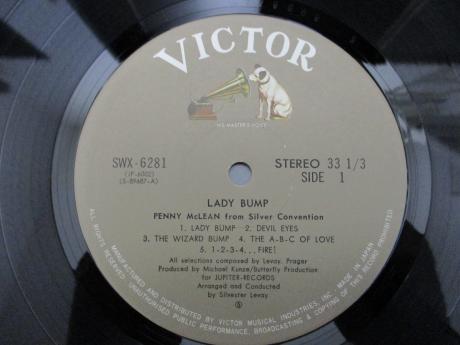 VICTOR
"HIS MASTER'S VOICE"
SWX-6281
(JP-6002)
(S-89687-A)
STEREO 33 1/3
SIDE 1
LADY BUMP
PENNY McLEAN from Silver Convention
1. LADY BUMP 2. DEVIL EYES
3. THE WIZARD BUMP 4. THE A-B-C OF LOVE
5. 1-2-3-4... FIRE!
All selections composed by Levay, Prager
Produced by Michael Kunze/Butterfly Production
for JUPITER-RECORDS
Arranged and Conducted
by Silvester Levay
Ⓢ
MANUFACTURED AND DISTRIBUTED BY VICTOR MUSICAL INDUSTRIES, INC. MADE IN JAPAN
ALL RIGHTS RESERVED. UNAUTHORISED PUBLIC PERFORMANCE, BROADCASTING & COPYING OF THIS RECORD PROHIBITED